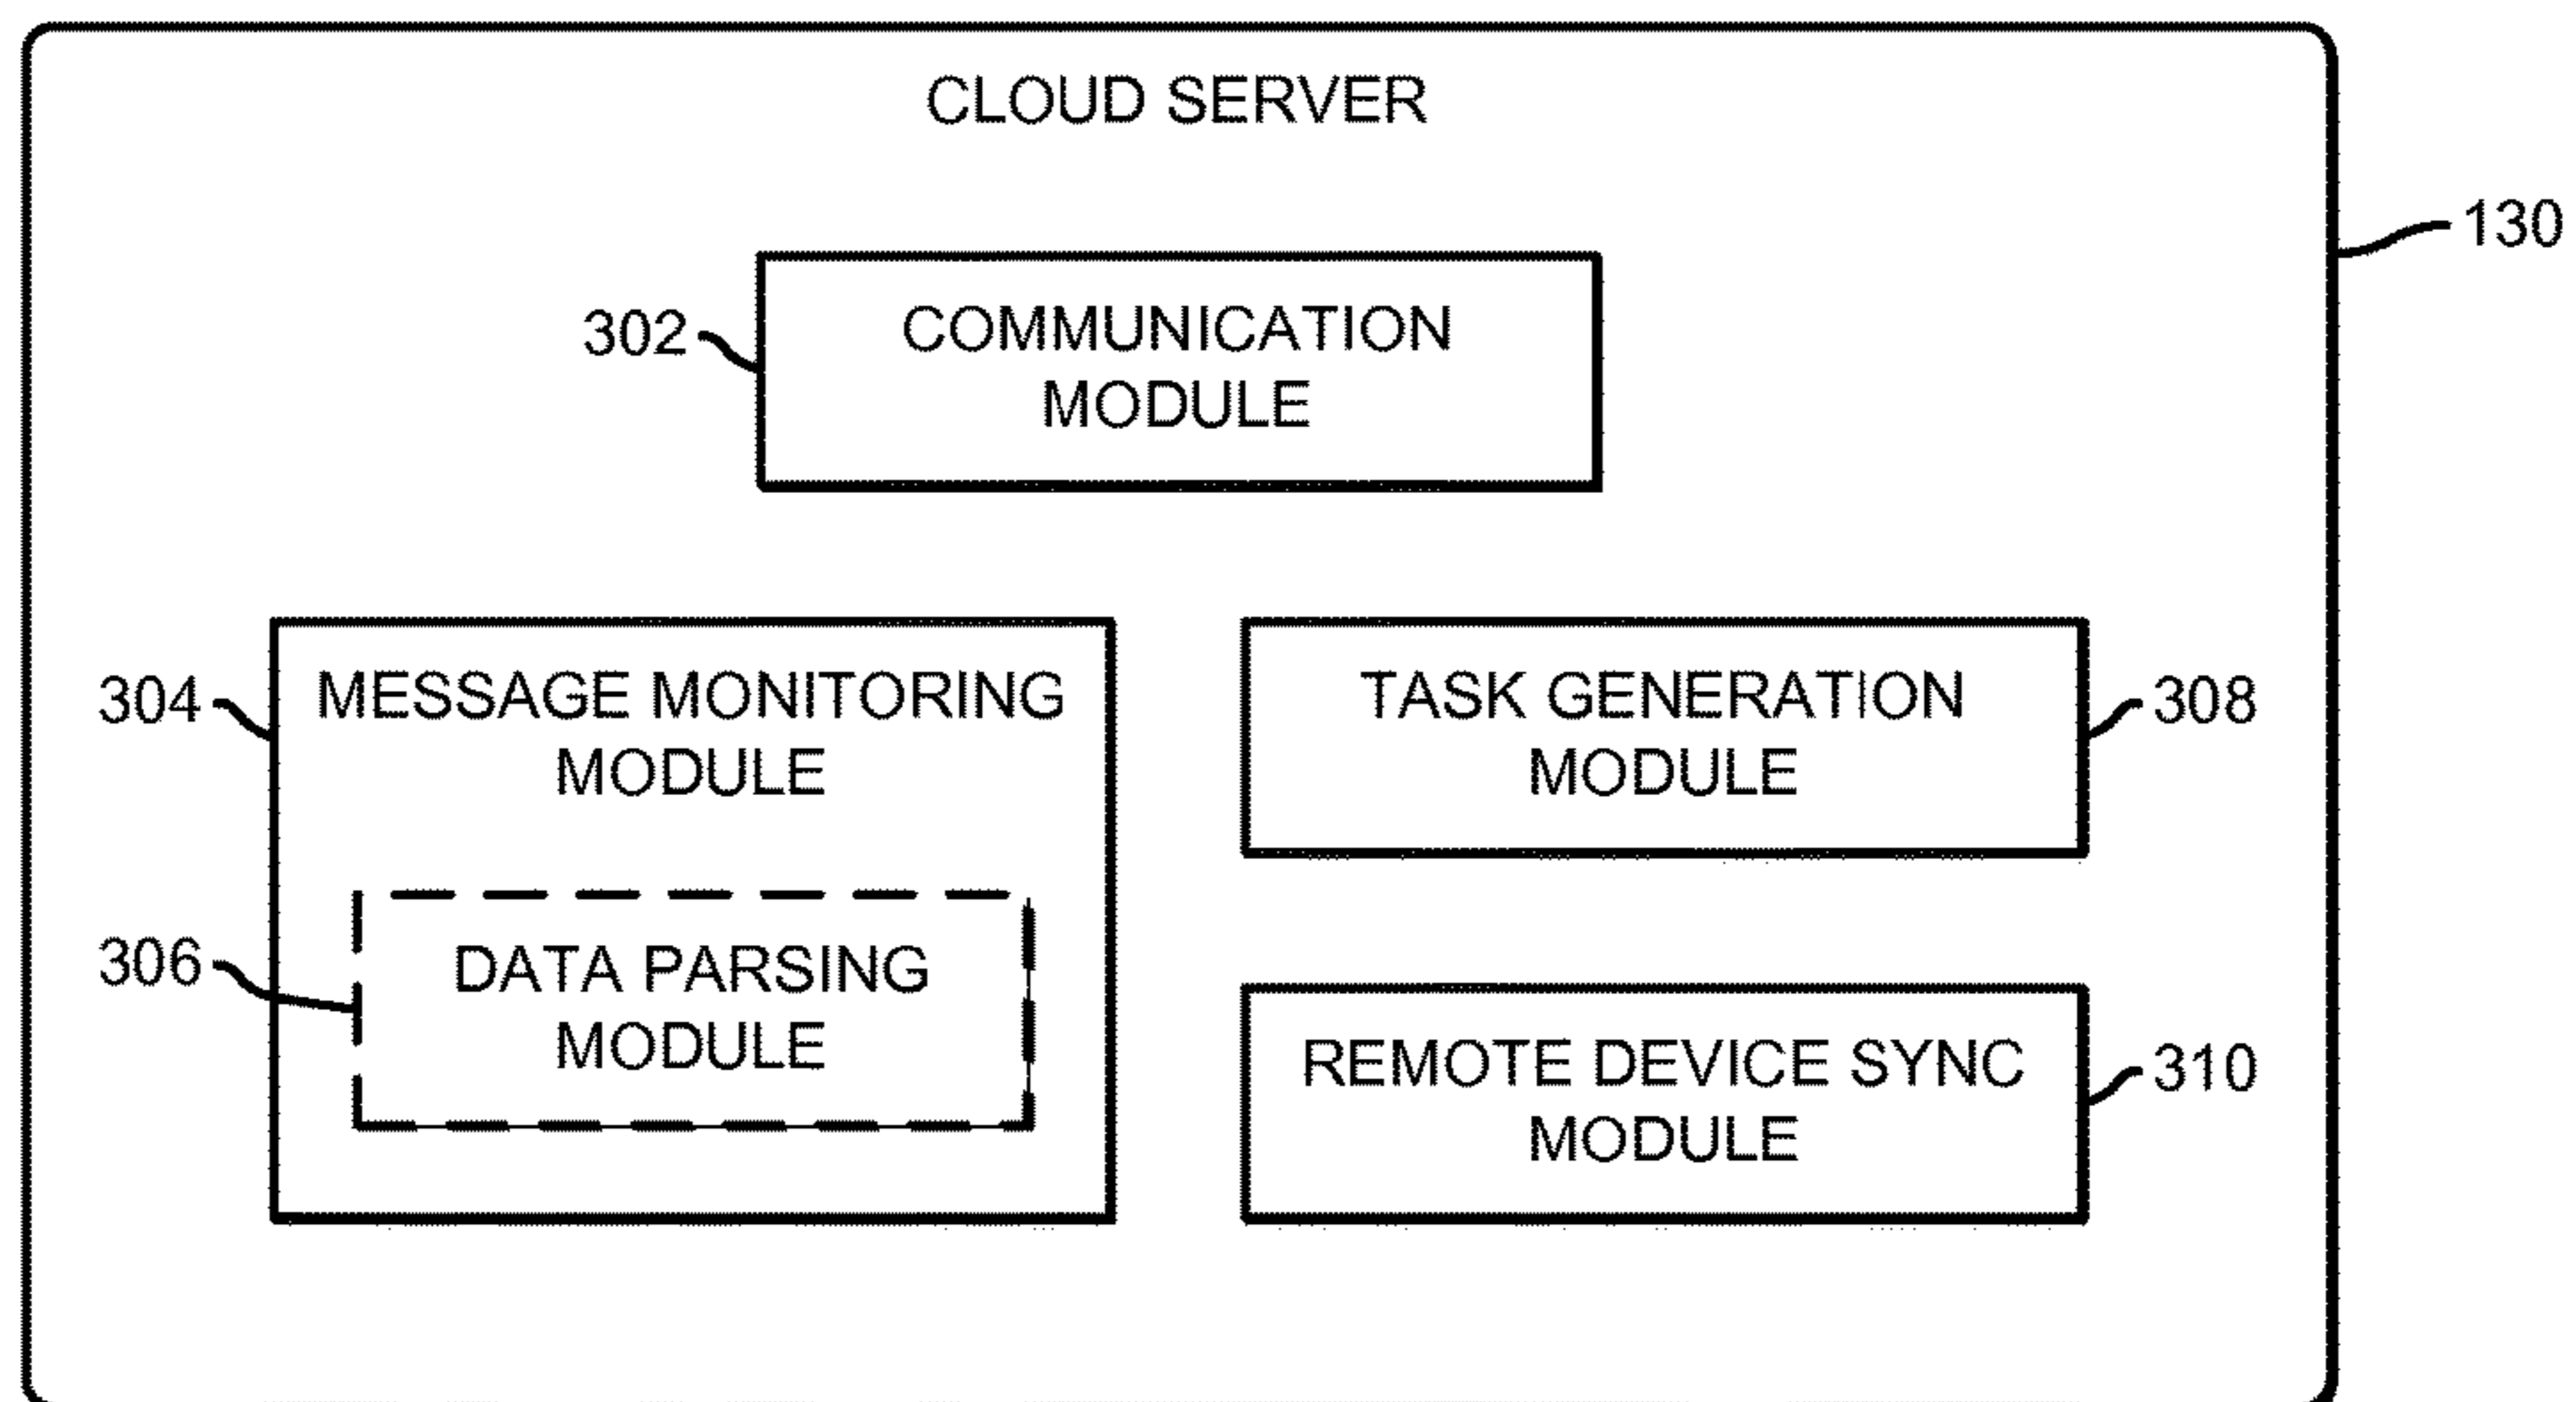 CLOUD SERVER
130
302
COMMUNICATION
MODULE
304
MESSAGE MONITORING
MODULE
306
DATA PARSING
MODULE
TASK GENERATION
MODULE
308
REMOTE DEVICE SYNC
MODULE
310